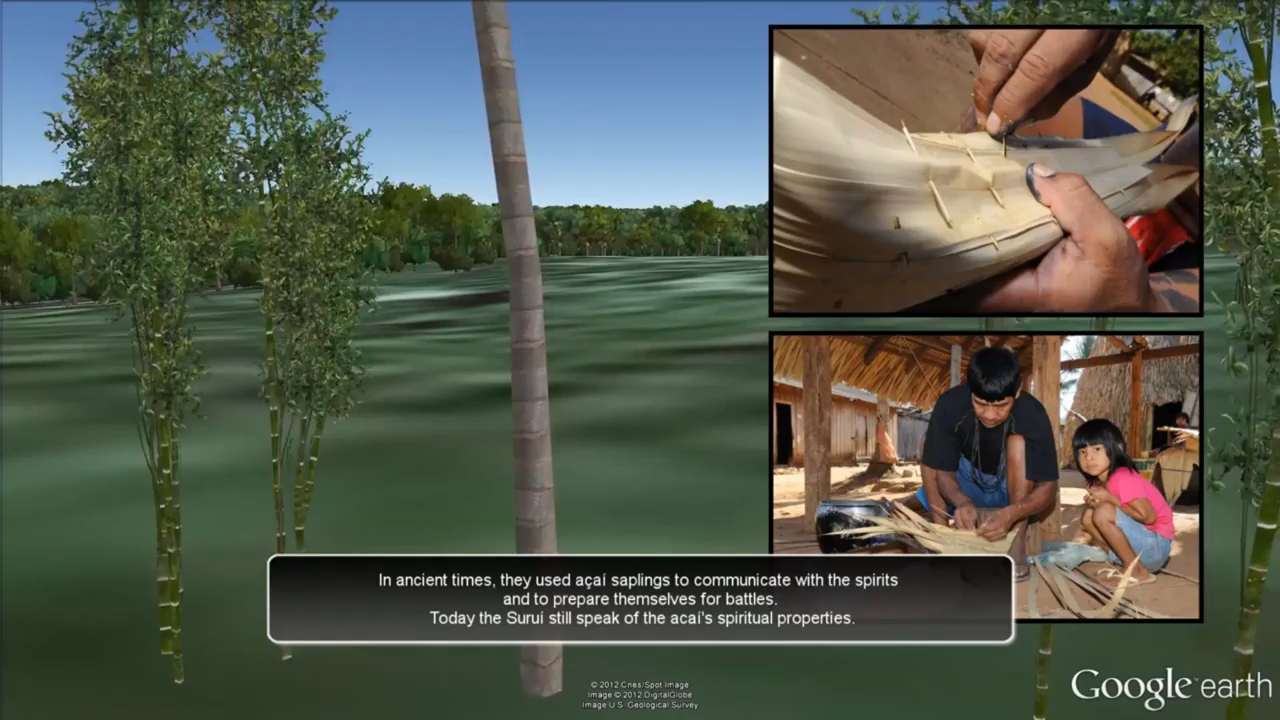 In ancient times, they used açaí saplings to communicate with the spirits
and to prepare themselves for battles.
Today the Suruí still speak of the acaí's spiritual properties.
© 2012 Cnes/Spot Image
Image © 2012 DigitalGlobe
Image U.S. Geological Survey
Google earth